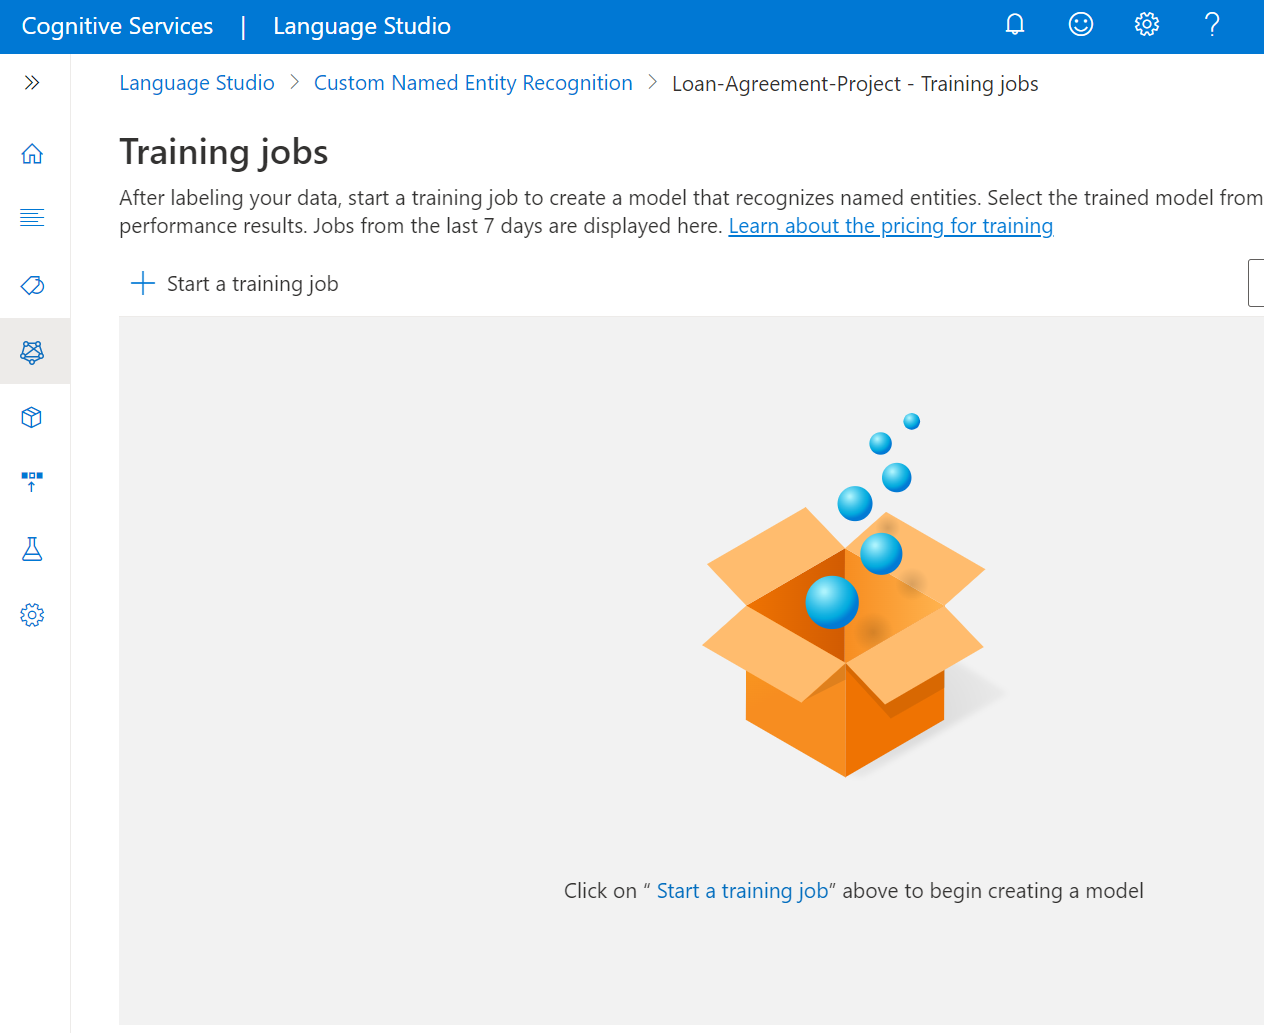 Cognitive Services | Language Studio
Language Studio > Custom Named Entity Recognition > Loan-Agreement-Project - Training jobs
Training jobs
After labeling your data, start a training job to create a model that recognizes named entities. Select the trained model from
performance results. Jobs from the last 7 days are displayed here. Learn about the pricing for training
Start a training job
Click on “ Start a training job” above to begin creating a model